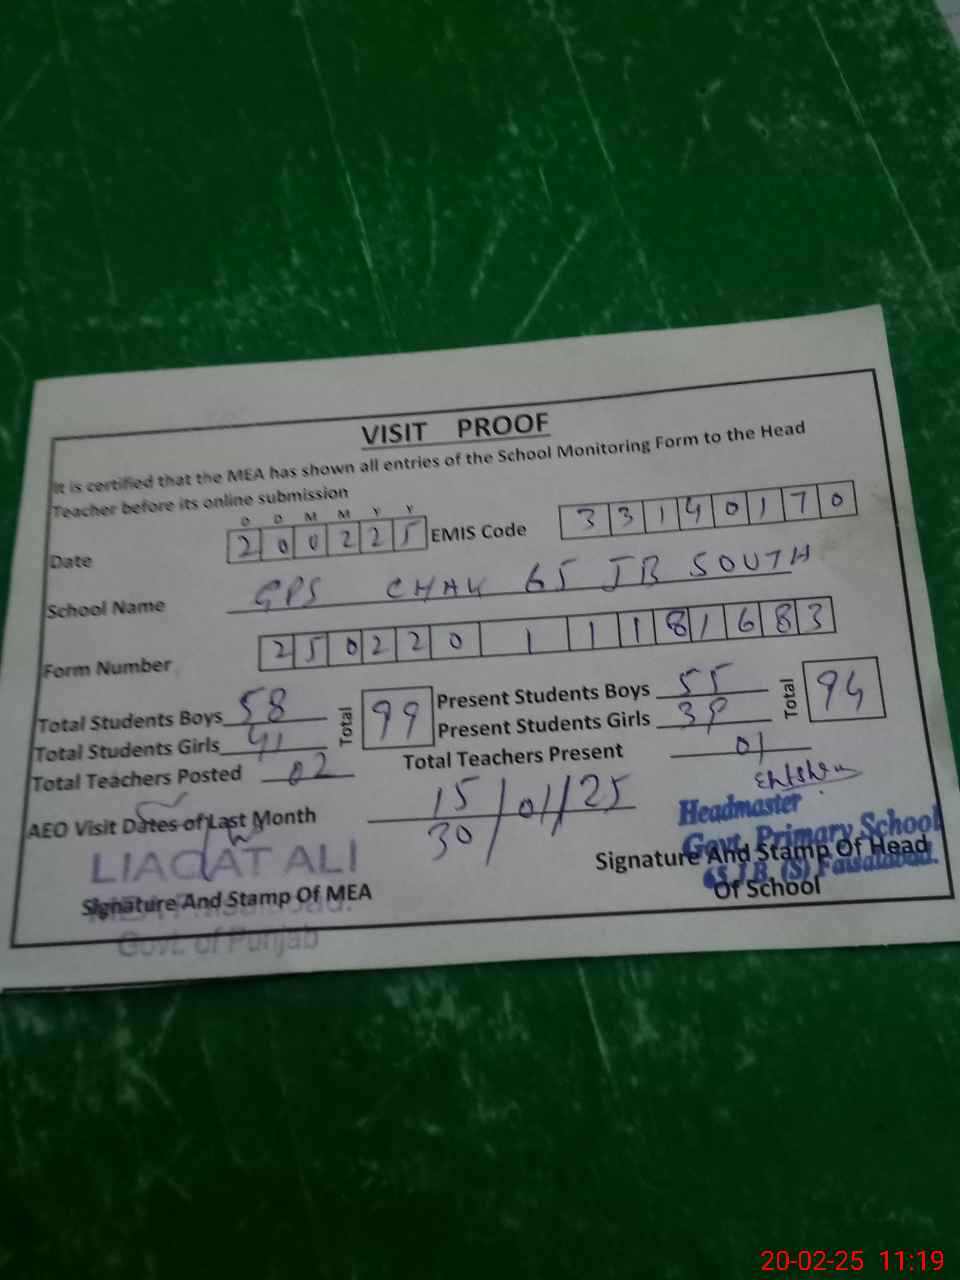 VISIT PROOF
It is certified that the MEA has shown all entries of the School Monitoring Form to the Head
Teacher before its online submission
D D M M Y Y
Date 2 0 0 2 2 5 EMIS Code 3 3 1 4 0 1 7 0
School Name GPS CHAK 65 JB SOUTH
Form Number 2 5 0 2 2 0 1 1 1 8 1 6 8 3
Total Students Boys 58 Total 99 Present Students Boys 55 Total 94
Total Students Girls 41 Present Students Girls 39
Total Teachers Posted 02 Total Teachers Present 01
AEO Visit Dates of Last Month 15/01/25
30/
Headmaster
Govt. Primary School
65 J.B. (S) Faisalabad.
LIAQAT ALI
Signature And Stamp Of MEA
Govt. of Punjab
Signature And Stamp Of Head
Of School
20-02-25 11:19